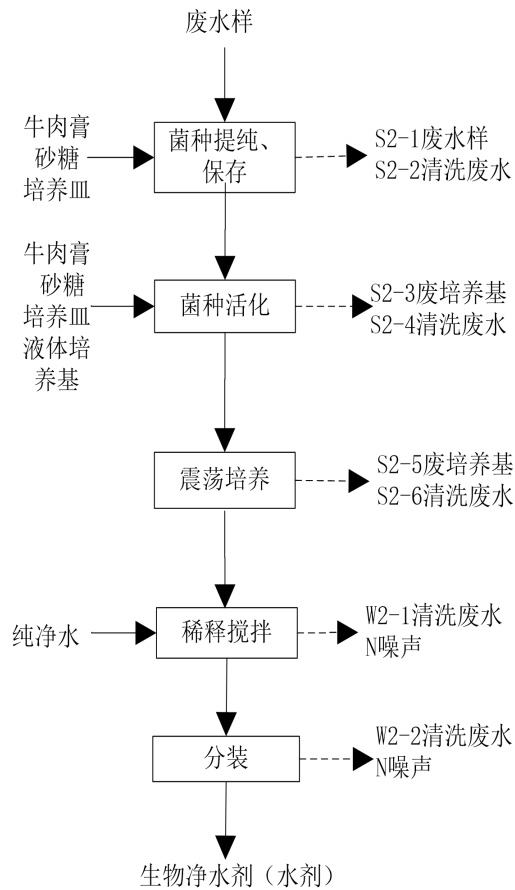 废水样
牛肉膏
砂糖
培养皿
菌种提纯、
保存
S2-1废水样
S2-2清洗废水
牛肉膏
砂糖
培养皿
液体培
养基
菌种活化
S2-3废培养基
S2-4清洗废水
震荡培养
S2-5废培养基
S2-6清洗废水
纯净水
稀释搅拌
W2-1清洗废水
N噪声
分装
W2-2清洗废水
N噪声
生物净水剂（水剂）